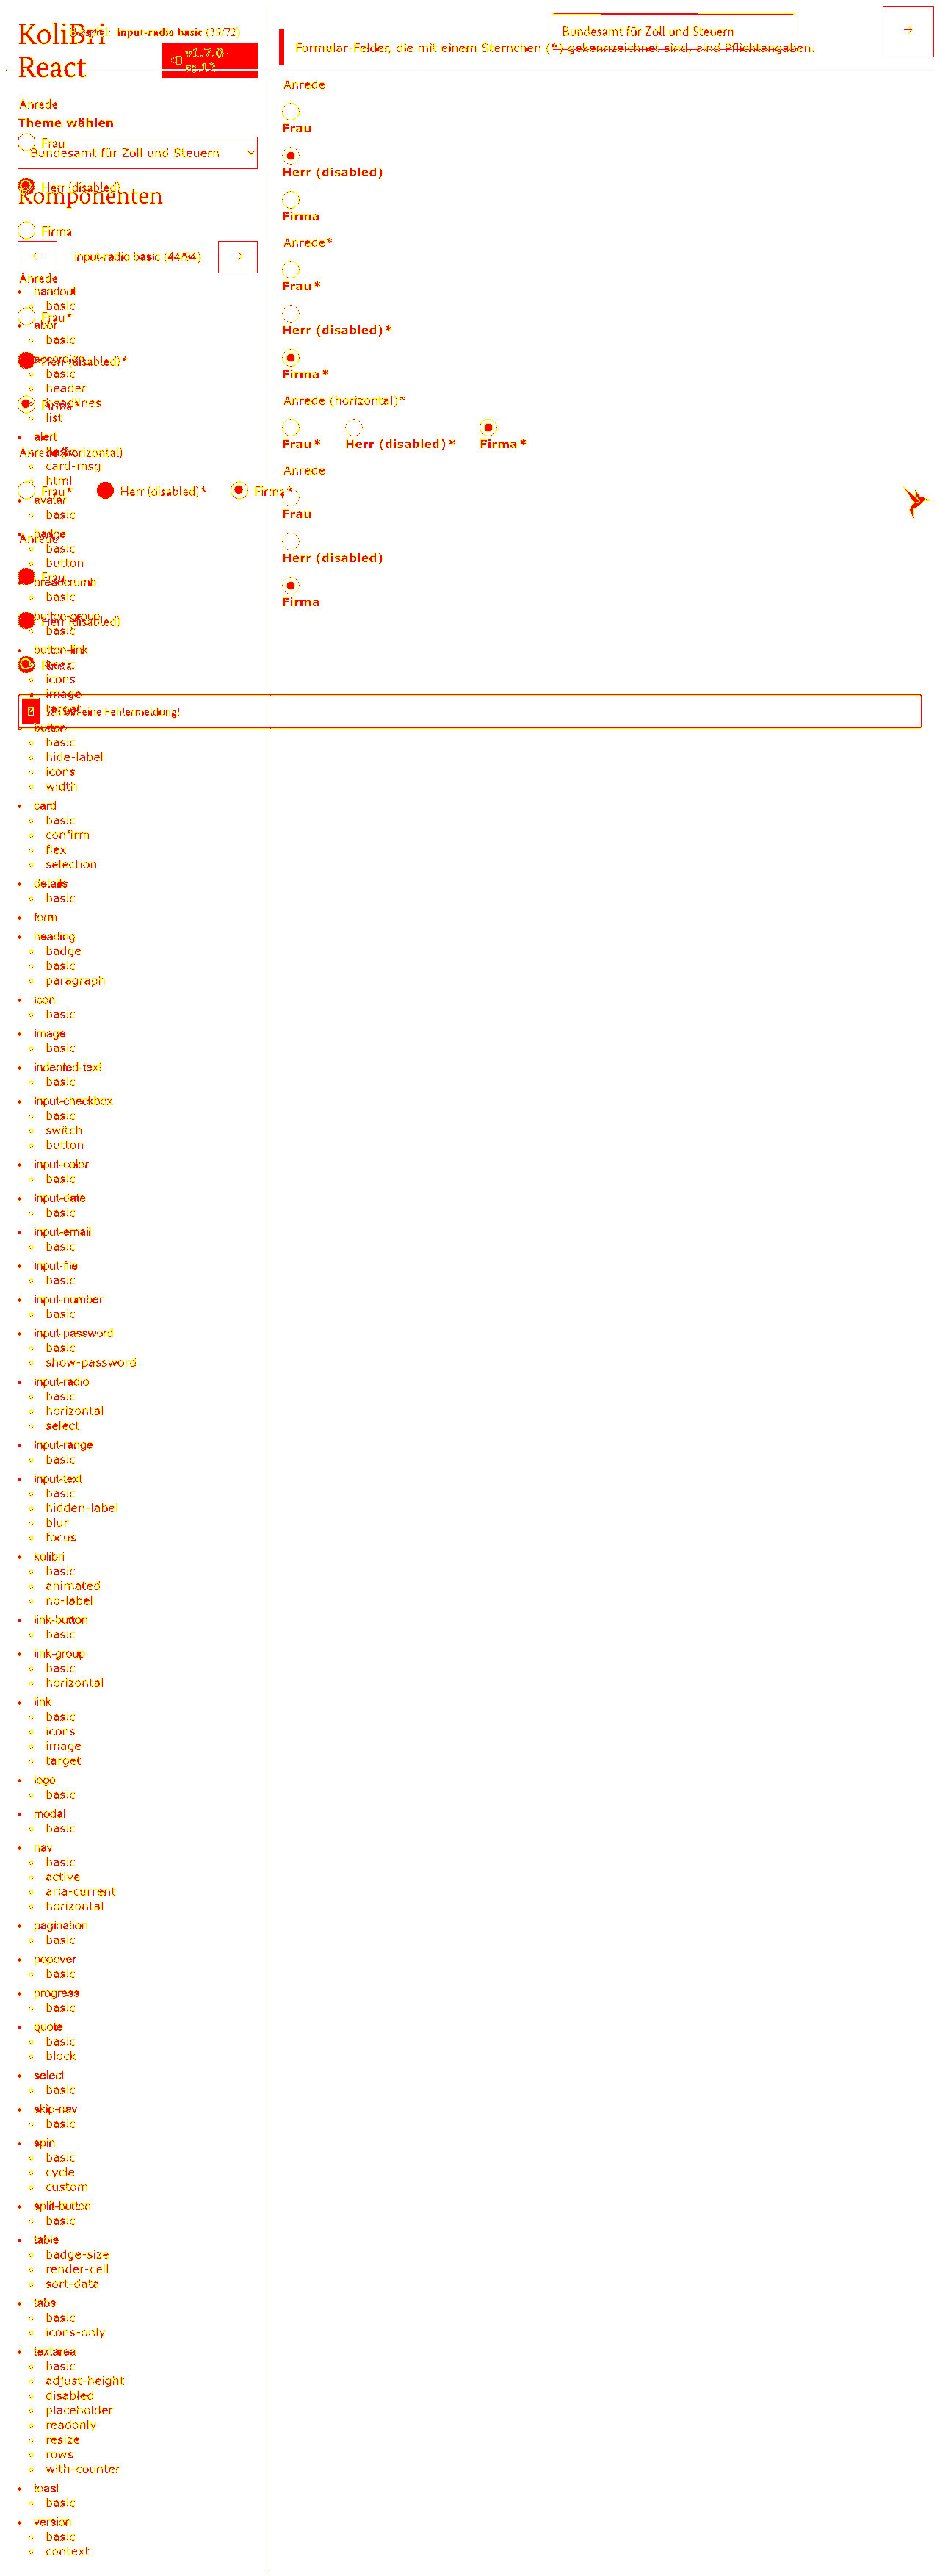 KoliBri
React
Beispiel: input-radio basic (39/72)
v1.7.0-
Bundesamt für Zoll und Steuern
→
Formular-Felder, die mit einem Sternchen (*) gekennzeichnet sind, sind Pflichtangaben.
Anrede
Theme wählen
Frau
Bundesamt für Zoll und Steuern
Herr (disabled)
Komponenten
Firma
← input-radio basic (44/94) →
Anrede
handout
basic
Frau*
abbr
basic
accordion
Herr (disabled)*
basic
header
headlines
Firma*
list
alert
basic
Anrede (horizontal)
card-msg
html
Frau* Herr (disabled)* Firma*
avatar
basic
badge
Anrede
basic
button
Frau
breadcrumb
basic
button-group
Herr (disabled)
basic
button-link
basic
Firma
icons
image
target
Ich bin eine Fehlermeldung!
button
basic
hide-label
icons
width
card
basic
confirm
flex
selection
details
basic
form
heading
badge
basic
paragraph
icon
basic
image
basic
indented-text
basic
input-checkbox
basic
switch
button
input-color
basic
input-date
basic
input-email
basic
input-file
basic
input-number
basic
input-password
basic
show-password
input-radio
basic
horizontal
select
input-range
basic
input-text
basic
hidden-label
blur
focus
kolibri
basic
animated
no-label
link-button
basic
link-group
basic
horizontal
link
basic
icons
image
target
logo
basic
modal
basic
nav
basic
active
aria-current
horizontal
pagination
basic
popover
basic
progress
basic
quote
basic
block
select
basic
skip-nav
basic
spin
basic
cycle
custom
split-button
basic
table
badge-size
render-cell
sort-data
tabs
basic
icons-only
textarea
basic
adjust-height
disabled
placeholder
readonly
resize
rows
with-counter
toast
basic
version
basic
context
Anrede
Frau
Herr (disabled)
Firma
Anrede*
Frau*
Herr (disabled)*
Firma*
Anrede (horizontal)*
Frau* Herr (disabled)* Firma*
Anrede
Frau
Herr (disabled)
Firma